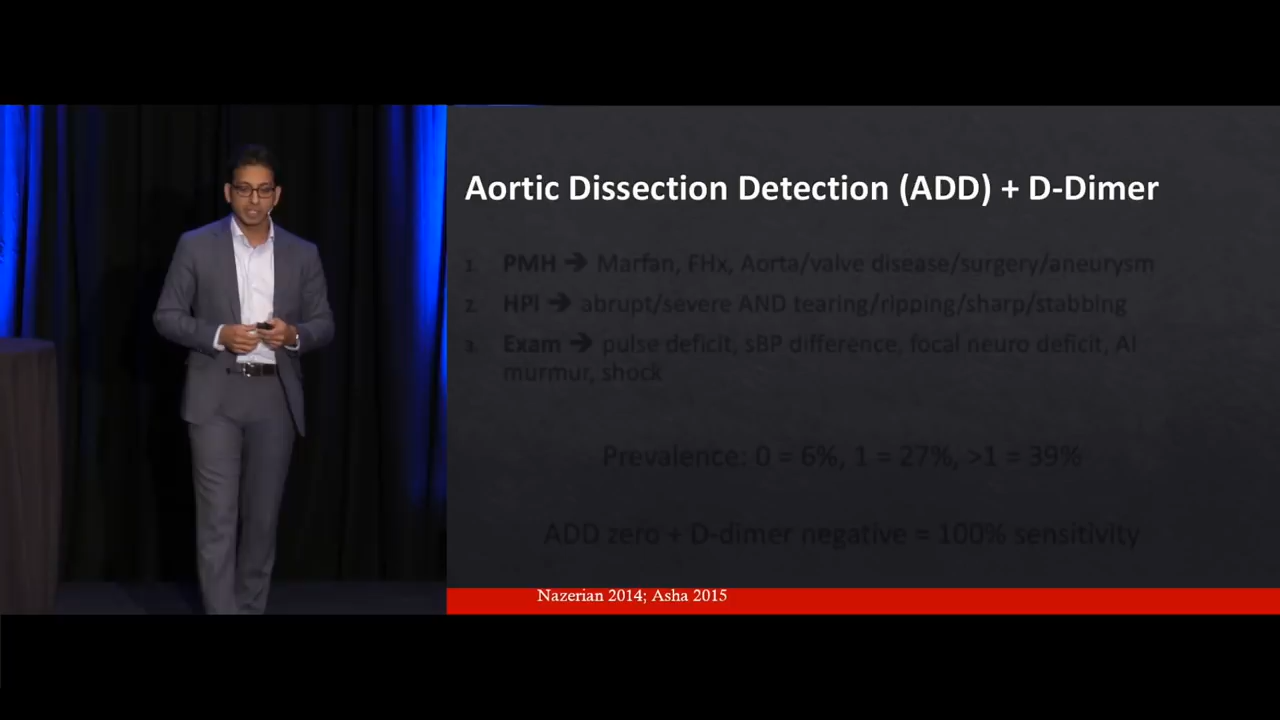 Aortic Dissection Detection (ADD) + D-Dimer
1. PMH → Marfan, FHx, Aorta/valve disease/surgery/aneurysm
2. HPI → abrupt/severe AND tearing/ripping/sharp/stabbing
3. Exam → pulse deficit, sBP difference, focal neuro deficit, AI
murmur, shock
Prevalence: 0 = 6%, 1 = 27%, >1 = 39%
ADD zero + D-dimer negative = 100% sensitivity
Nazerian 2014; Asha 2015